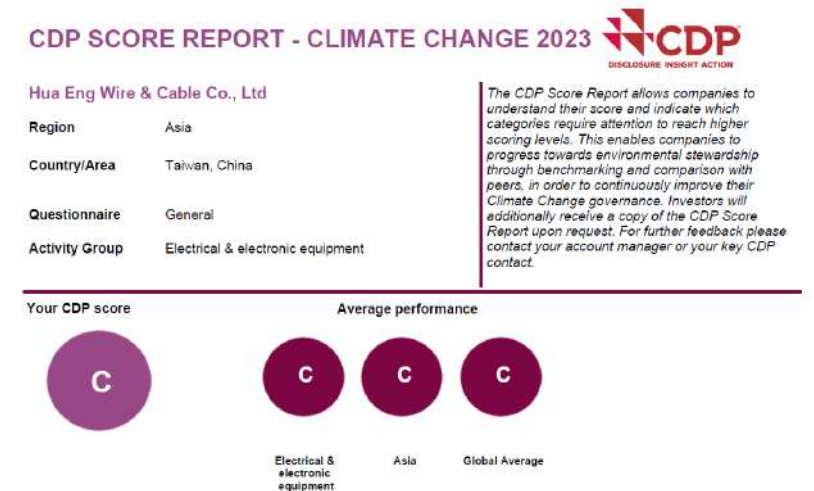 CDP SCORE REPORT - CLIMATE CHANGE 2023
CDP
DISCLOSURE INSIGHT ACTION
Hua Eng Wire & Cable Co., Ltd
Region Asia
Country/Area Taiwan, China
Questionnaire General
Activity Group Electrical & electronic equipment
The CDP Score Report allows companies to
understand their score and indicate which
categories require attention to reach higher
scoring levels. This enables companies to
progress towards environmental stewardship
through benchmarking and comparison with
peers, in order to continuously improve their
Climate Change governance. Investors will
additionally receive a copy of the CDP Score
Report upon request. For further feedback please
contact your account manager or your key CDP
contact.
Your CDP score
Average performance
C
C C C
Electrical &
electronic
equipment
Asia
Global Average